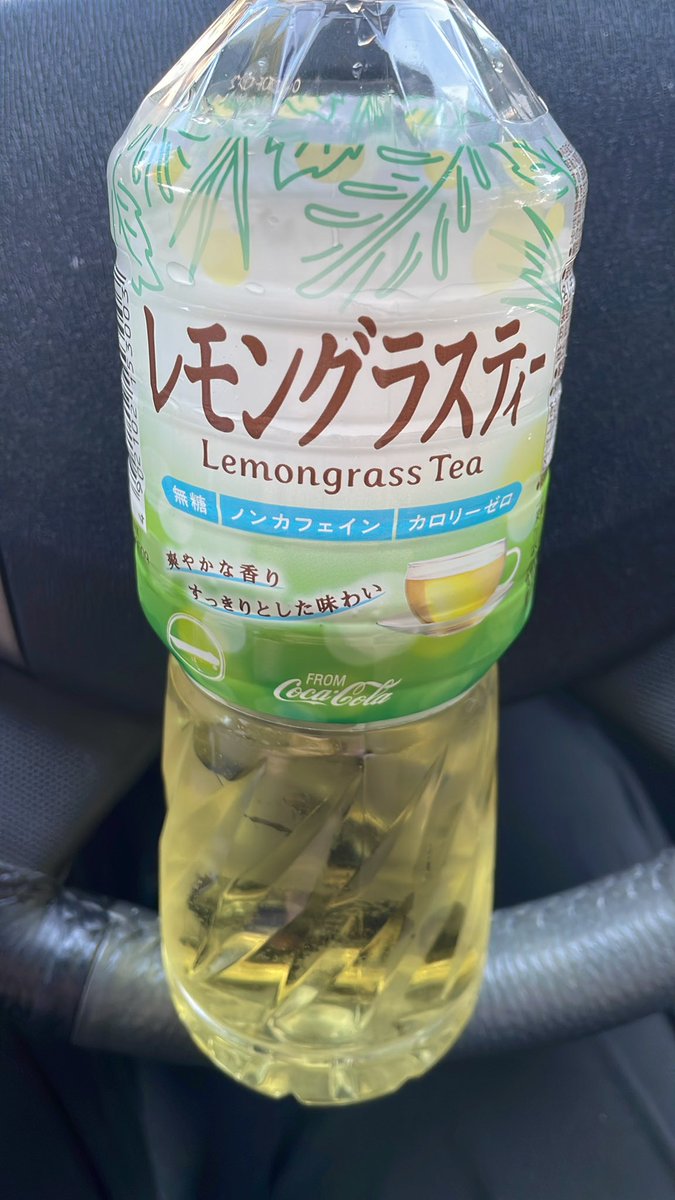 レモングラスティー
Lemongrass Tea
無糖 ノンカフェイン カロリーゼロ
爽やかな香り
すっきりとした味わい
FROM
Coca-Cola